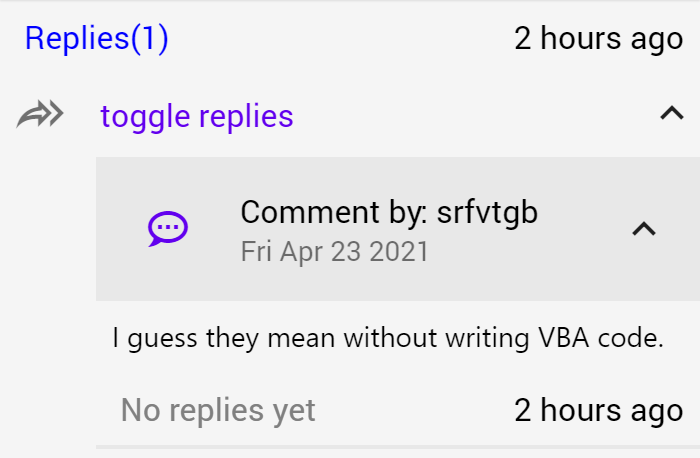 Replies(1) 2 hours ago
toggle replies
Comment by: srfvtgb
Fri Apr 23 2021
I guess they mean without writing VBA code.
No replies yet 2 hours ago